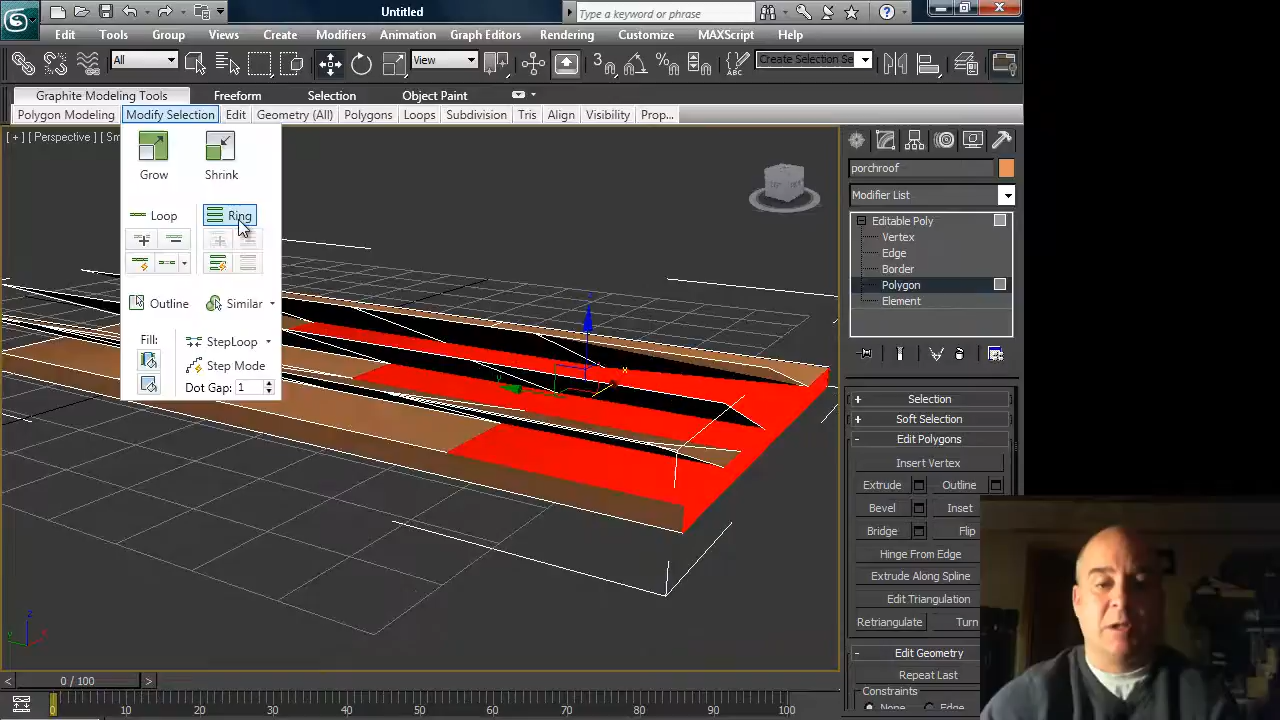 Untitled
Type a keyword or phrase
Edit Tools Group Views Create Modifiers Animation Graph Editors Rendering Customize MAXScript Help
All View Create Selection Se
Graphite Modeling Tools Freeform Selection Object Paint
Polygon Modeling Modify Selection Edit Geometry (All) Polygons Loops Subdivision Tris Align Visibility Prop...
[ + ] [ Perspective ] [ Sm
Grow Shrink
Loop Ring
Outline Similar
Fill: StepLoop
Step Mode
Dot Gap: 1
porchroof
Modifier List
Editable Poly
Vertex
Edge
Border
Polygon
Element
+ Selection
+ Soft Selection
- Edit Polygons
Insert Vertex
Extrude Outline
Bevel Inset
Bridge Flip
Hinge From Edge
Extrude Along Spline
Edit Triangulation
Retriangulate Turn
- Edit Geometry
Repeat Last
Constraints
None Edge
< 0 / 100 >
0 10 20 30 40 50 60 70 80 90 100